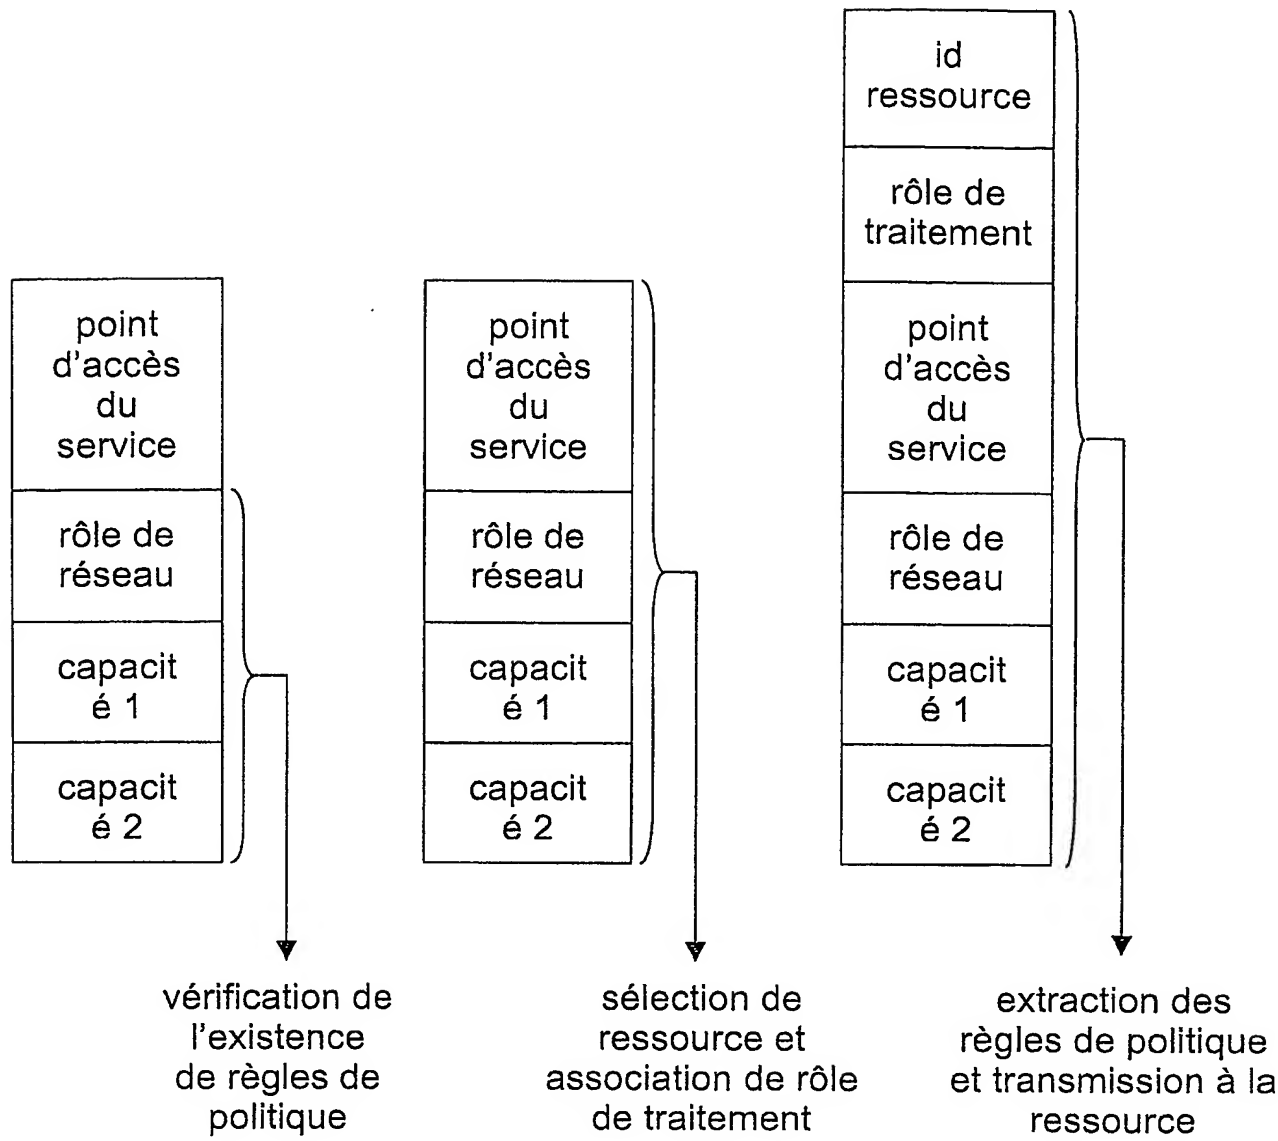 point
d'accès
du
service
rôle de
réseau
capacit
é 1
capacit
é 2
vérification de
l'existence
de règles de
politique
point
d'accès
du
service
rôle de
réseau
capacit
é 1
capacit
é 2
sélection de
ressource et
association de rôle
de traitement
id
ressource
rôle de
traitement
point
d'accès
du
service
rôle de
réseau
capacit
é 1
capacit
é 2
extraction des
règles de politique
et transmission à la
ressource